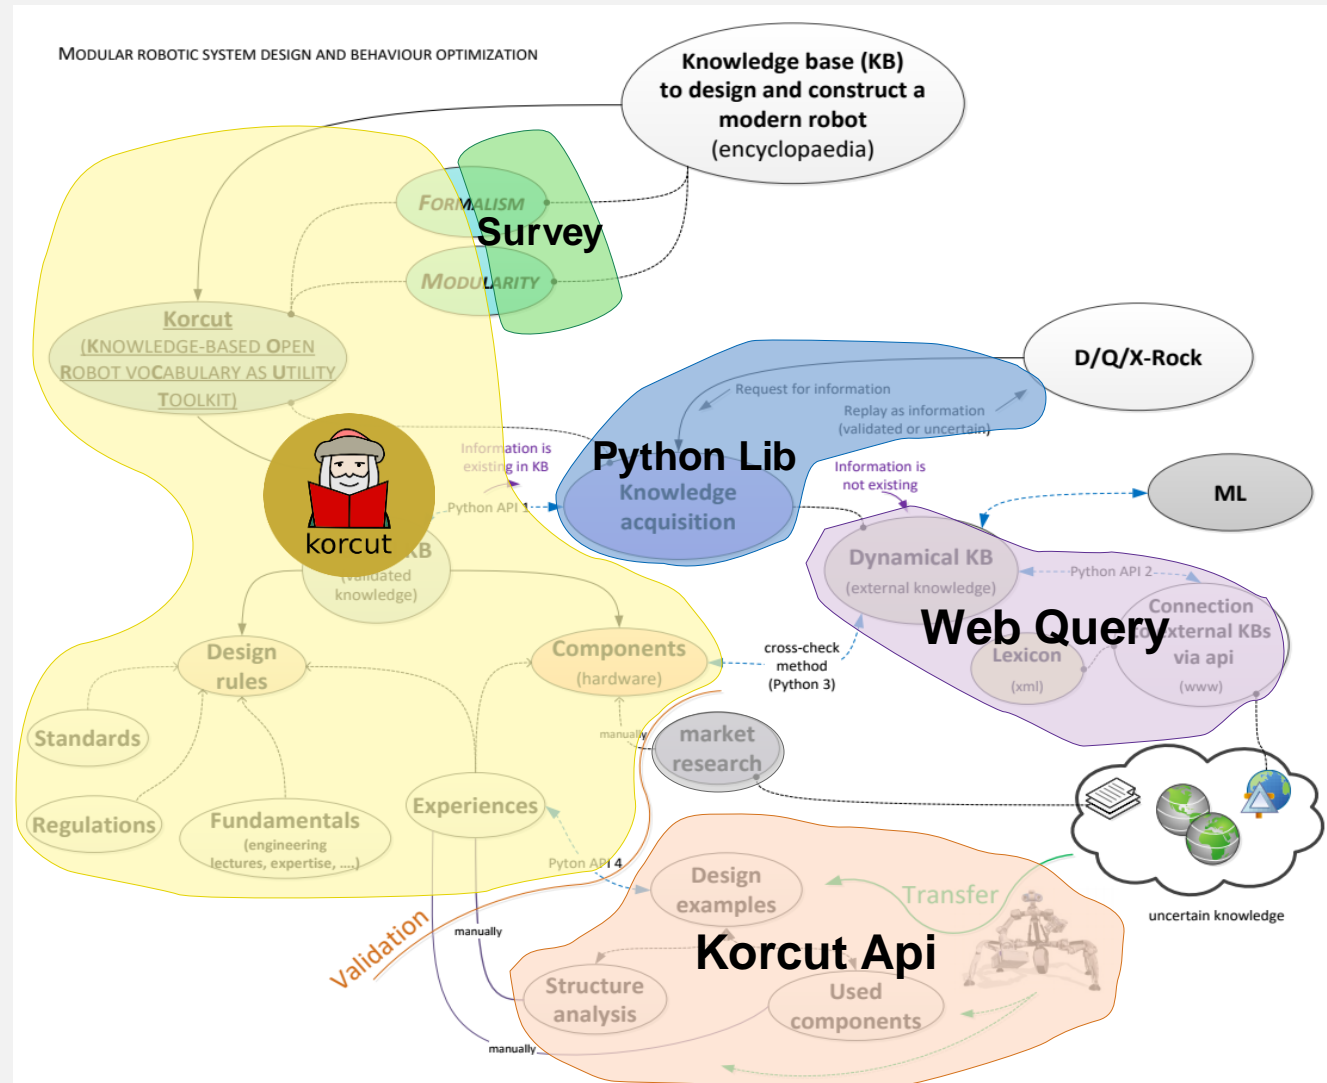 MODULAR ROBOTIC SYSTEM DESIGN AND BEHAVIOUR OPTIMIZATION
Knowledge base (KB)
to design and construct a
modern robot
(encyclopaedia)
FORMALISM
Survey
MODULARITY
Korcut
(KNOWLEDGE-BASED OPEN
ROBOT VOCABULARY AS UTILITY
TOOLKIT)
D/Q/X-Rock
Request for information
Replay as information
(validated or uncertain)
Information is
existing in KB
Python Lib
Knowledge
acquisition
Python API 1
Information is
not existing
ML
korcut
KB
(validated
knowledge)
Dynamical KB
(external knowledge)
Python API 2
Web Query
Connection
to external KBs
via api
(www)
Lexicon
(xml)
Design
rules
Components
(hardware)
cross-check
method
(Python 3)
Standards
manually
market
research
Regulations
Fundamentals
(engineering
lectures, expertise, ....)
Experiences
Pyton API 4
Design
examples
Transfer
uncertain knowledge
Validation
manually
Korcut Api
Structure
analysis
Used
components
manually